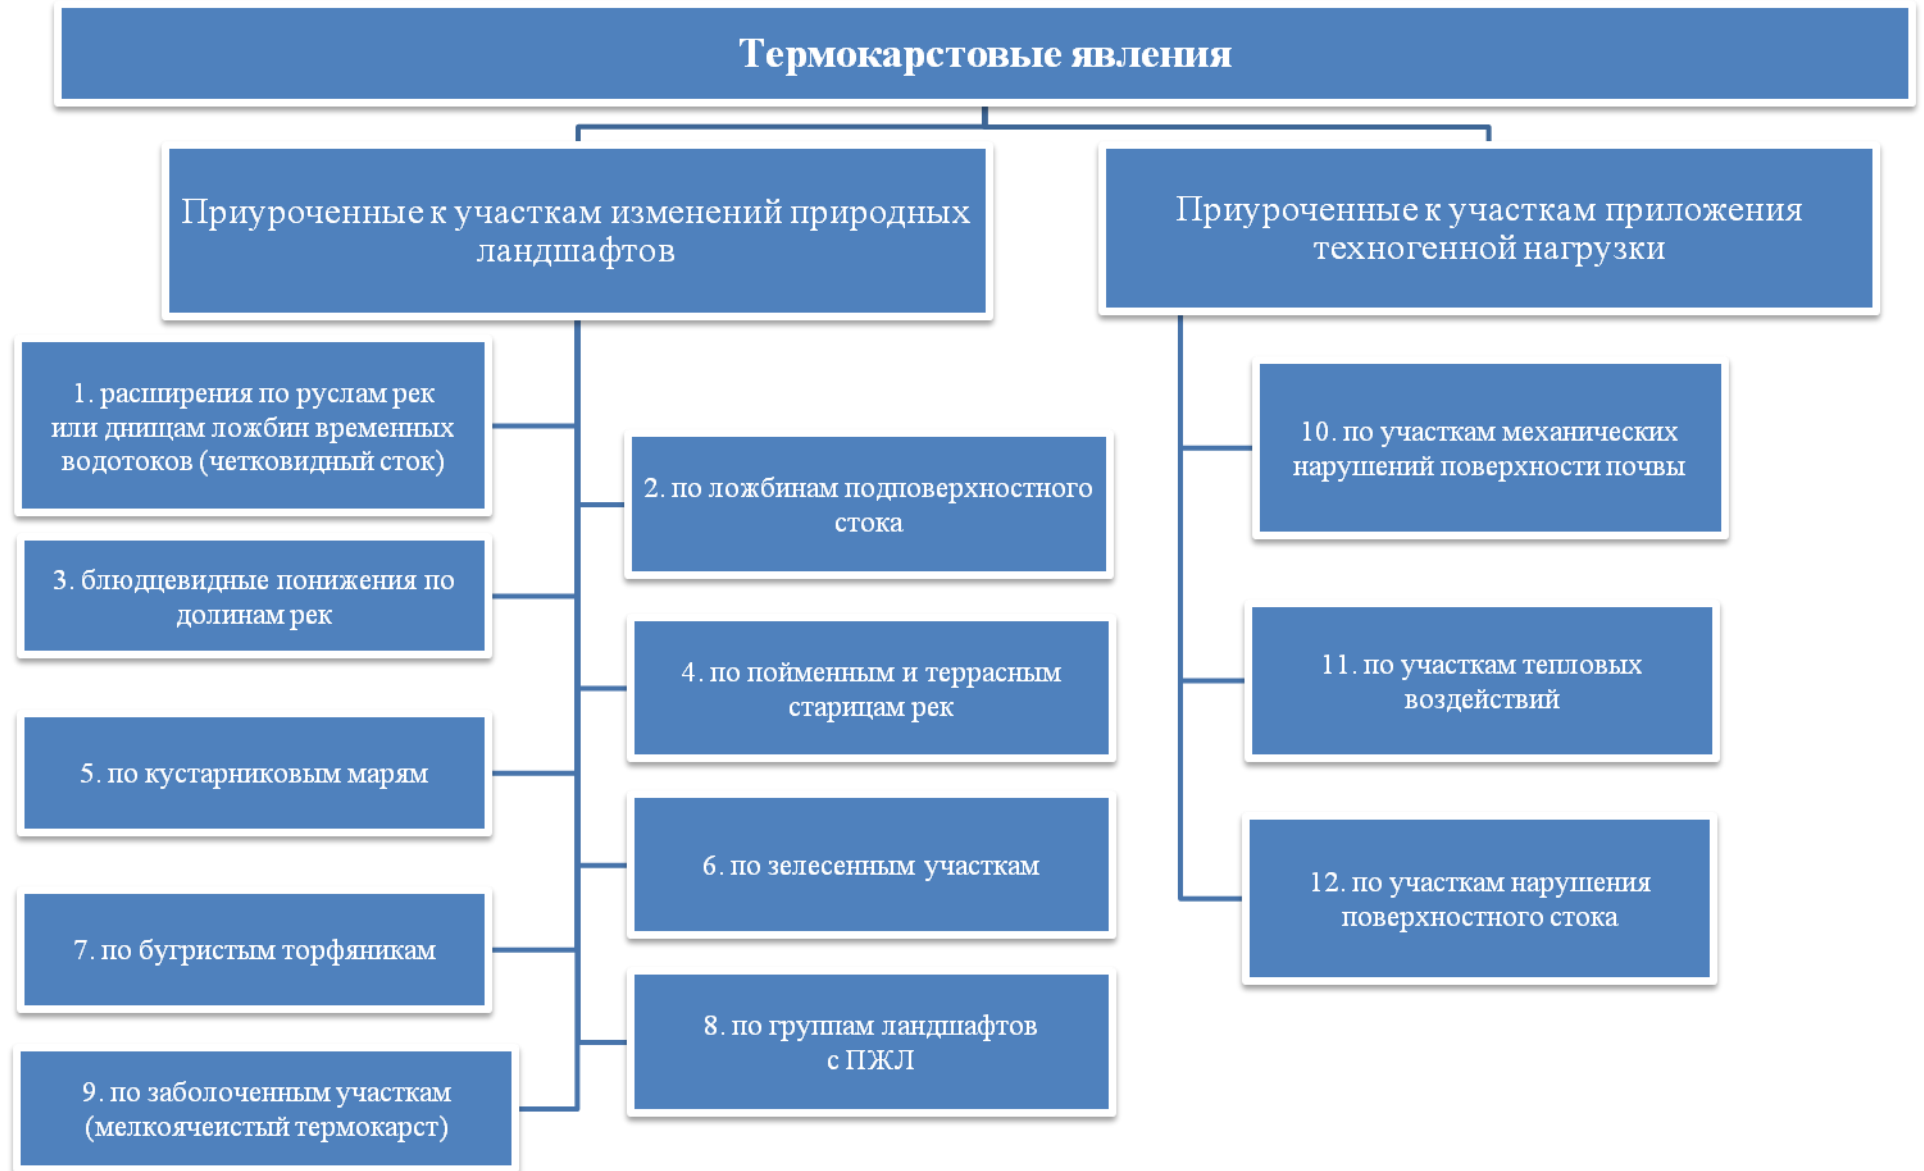 Термокарстовые явления
Приуроченные к участкам изменений природных
ландшафтов
Приуроченные к участкам приложения
техногенной нагрузки
1. расширения по руслам рек
или днищам ложбин временных
водотоков (четковидный сток)
2. по ложбинам подповерхностного
стока
3. блюдцевидные понижения по
долинам рек
4. по пойменным и террасным
старицам рек
5. по кустарниковым марям
6. по зелесенным участкам
7. по бугристым торфяникам
8. по группам ландшафтов
с ПЖЛ
9. по заболоченным участкам
(мелкоячеистый термокарст)
10. по участкам механических
нарушений поверхности почвы
11. по участкам тепловых
воздействий
12. по участкам нарушения
поверхностного стока